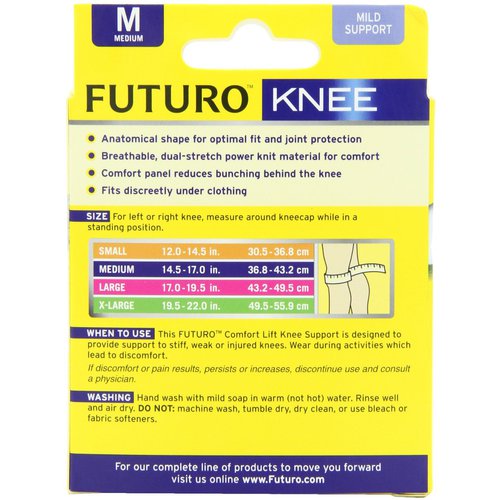 M
MEDIUM
MILD
SUPPORT
FUTURO™ KNEE
• Anatomical shape for optimal fit and joint protection
• Breathable, dual-stretch power knit material for comfort
• Comfort panel reduces bunching behind the knee
• Fits discreetly under clothing
SIZE For left or right knee, measure around kneecap while in a
standing position.
SMALL 12.0-14.5 in. 30.5-36.8 cm
MEDIUM 14.5-17.0 in. 36.8-43.2 cm
LARGE 17.0-19.5 in. 43.2-49.5 cm
X-LARGE 19.5-22.0 in. 49.5-55.9 cm
WHEN TO USE This FUTURO™ Comfort Lift Knee Support is designed to
provide support to stiff, weak or injured knees. Wear during activities which
lead to discomfort.
If discomfort or pain results, persists or increases, discontinue use and consult
a physician.
WASHING Hand wash with mild soap in warm (not hot) water. Rinse well
and air dry. DO NOT: machine wash, tumble dry, dry clean, or use bleach or
fabric softeners.
For our complete line of products to move you forward
visit us online www.Futuro.com